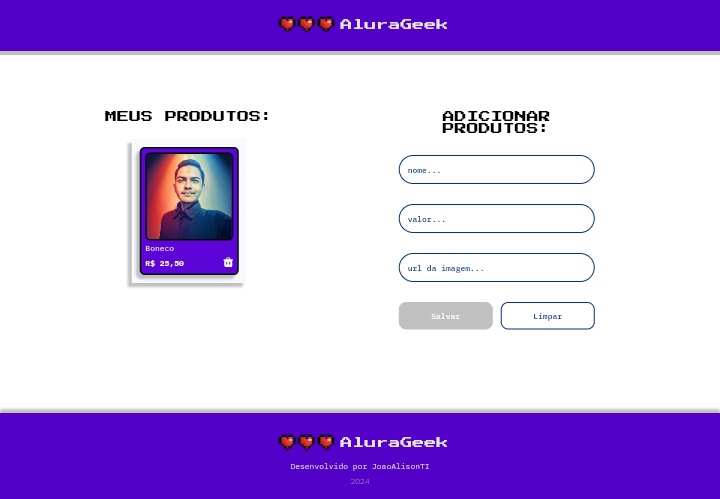 AluraGeek
MEUS PRODUTOS:
Boneco
R$ 25,50
ADICIONAR
PRODUTOS:
nome...
valor...
url da imagem...
Salvar
Limpar
AluraGeek
Desenvolvido por JoaoAlisonTI
2024